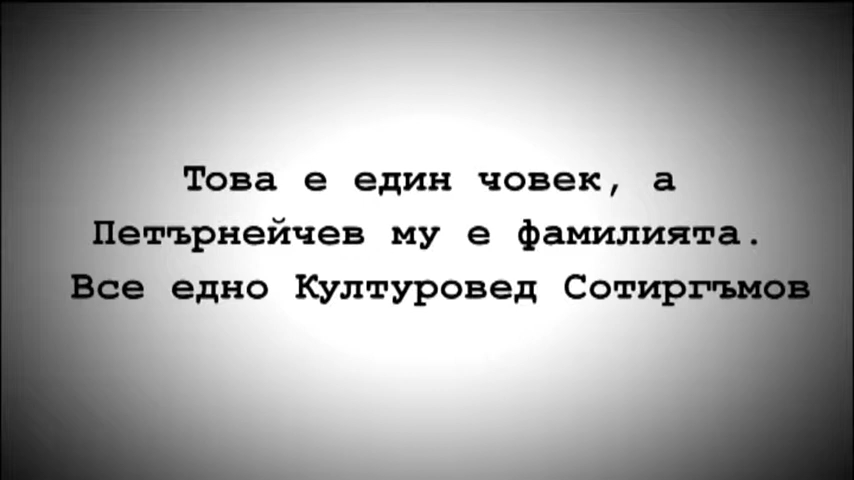 Това е един човек, а
Петърнейчев му е фамилията.
Все едно Културовед Сотиргъмов